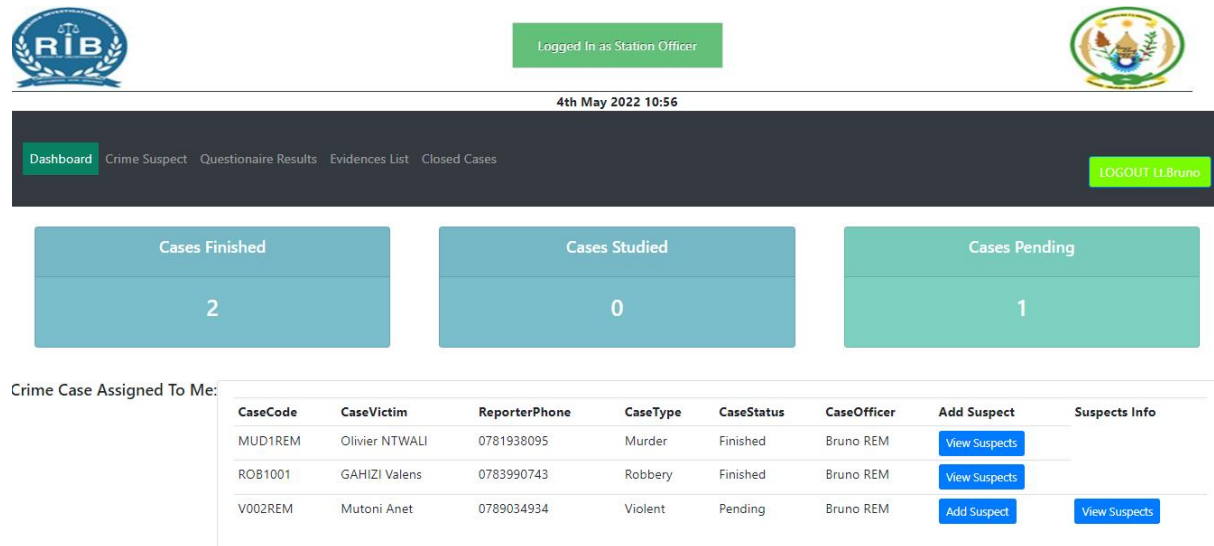 RIB
Logged In as Station Officer
4th May 2022 10:56
Dashboard Crime Suspect Questionaire Results Evidences List Closed Cases
LOGOUT Lt.Bruno
Cases Finished Cases Studied Cases Pending
2 0 1
Crime Case Assigned To Me:
CaseCode CaseVictim ReporterPhone CaseType CaseStatus CaseOfficer Add Suspect Suspects Info
MUD1REM Olivier NTWALI 0781938095 Murder Finished Bruno REM View Suspects
ROB1001 GAHIZI Valens 0783990743 Robbery Finished Bruno REM View Suspects
V002REM Mutoni Anet 0789034934 Violent Pending Bruno REM Add Suspect View Suspects